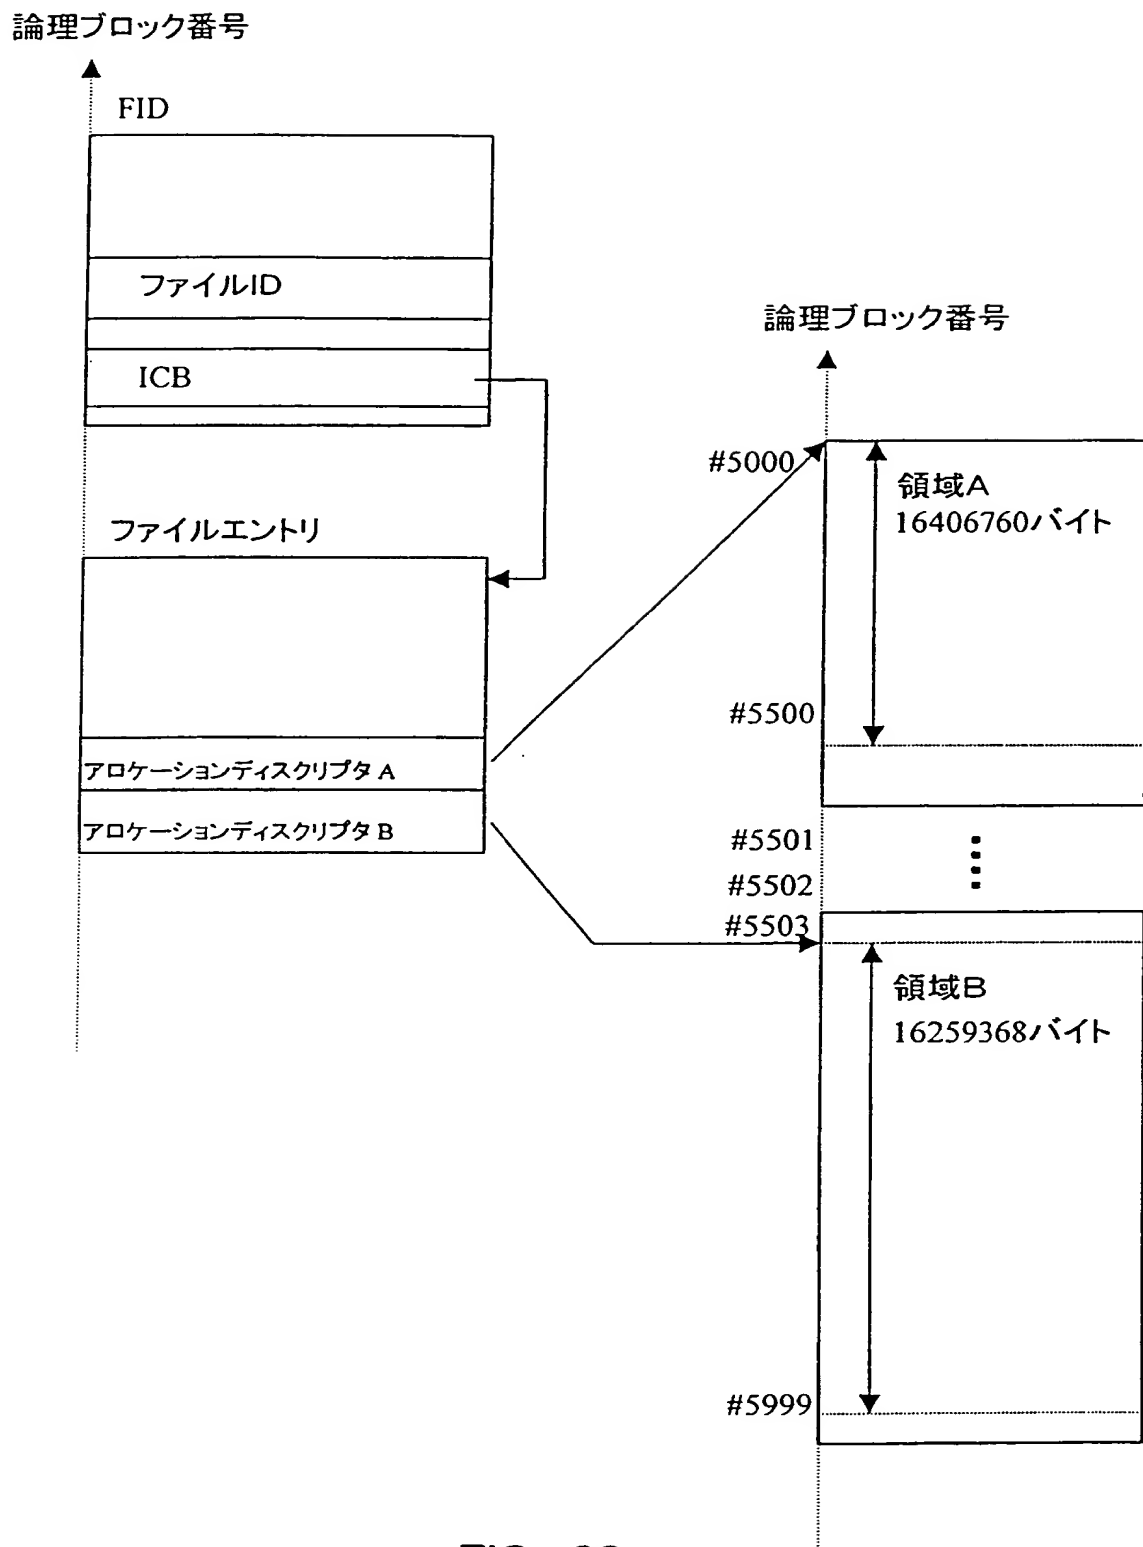 論理ブロック番号
FID
ファイルID
ICB
ファイルエントリ
アロケーションディスクリプタ A
アロケーションディスクリプタ B
論理ブロック番号
#5000
領域A
16406760バイト
#5500
#5501
#5502
#5503
領域B
16259368バイト
#5999